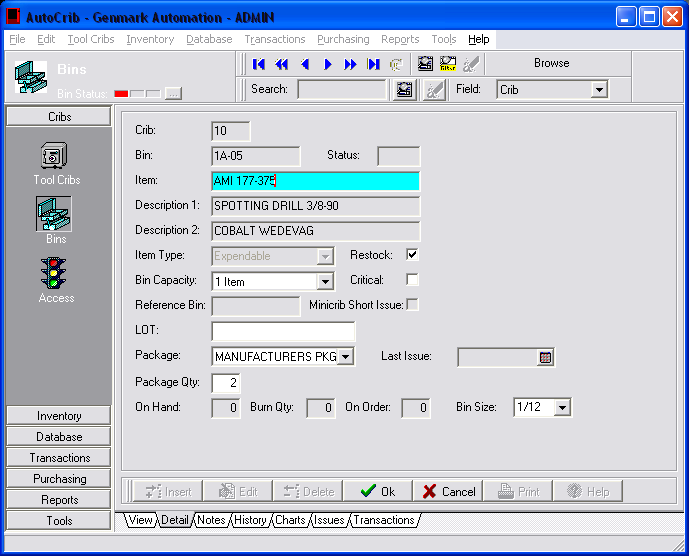 AutoCrib - Genmark Automation - ADMIN
File Edit Tool Cribs Inventory Database Transactions Purchasing Reports Tools Help
Bins
Bin Status: ...
Filter
Browse
Search: Field: Crib
Cribs
Tool Cribs
Bins
Access
Inventory
Database
Transactions
Purchasing
Reports
Tools
Crib: 10
Bin: 1A-05 Status:
Item: AMI 177-375
Description 1: SPOTTING DRILL 3/8-90
Description 2: COBALT WEDEVAG
Item Type: Expendable Restock:
Bin Capacity: 1 Item Critical:
Reference Bin: Minicrib Short Issue:
LOT:
Package: MANUFACTURERS PKG Last Issue:
Package Qty: 2
On Hand: 0 Burn Qty: 0 On Order: 0 Bin Size: 1/12
Insert Edit Delete Ok Cancel Print Help
View Detail Notes History Charts Issues Transactions